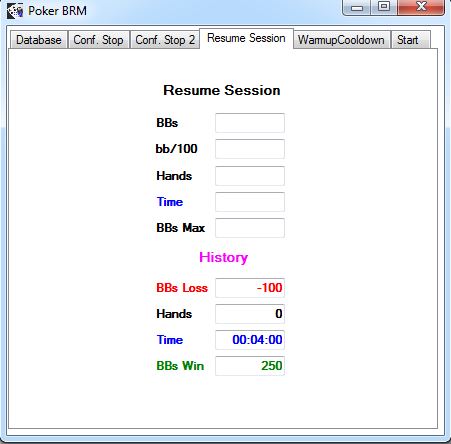 Poker BRM
Database Conf. Stop Conf. Stop 2 Resume Session WarmupCooldown Start
Resume Session
BBs
bb/100
Hands
Time
BBs Max
History
BBs Loss -100
Hands 0
Time 00:04:00
BBs Win 250